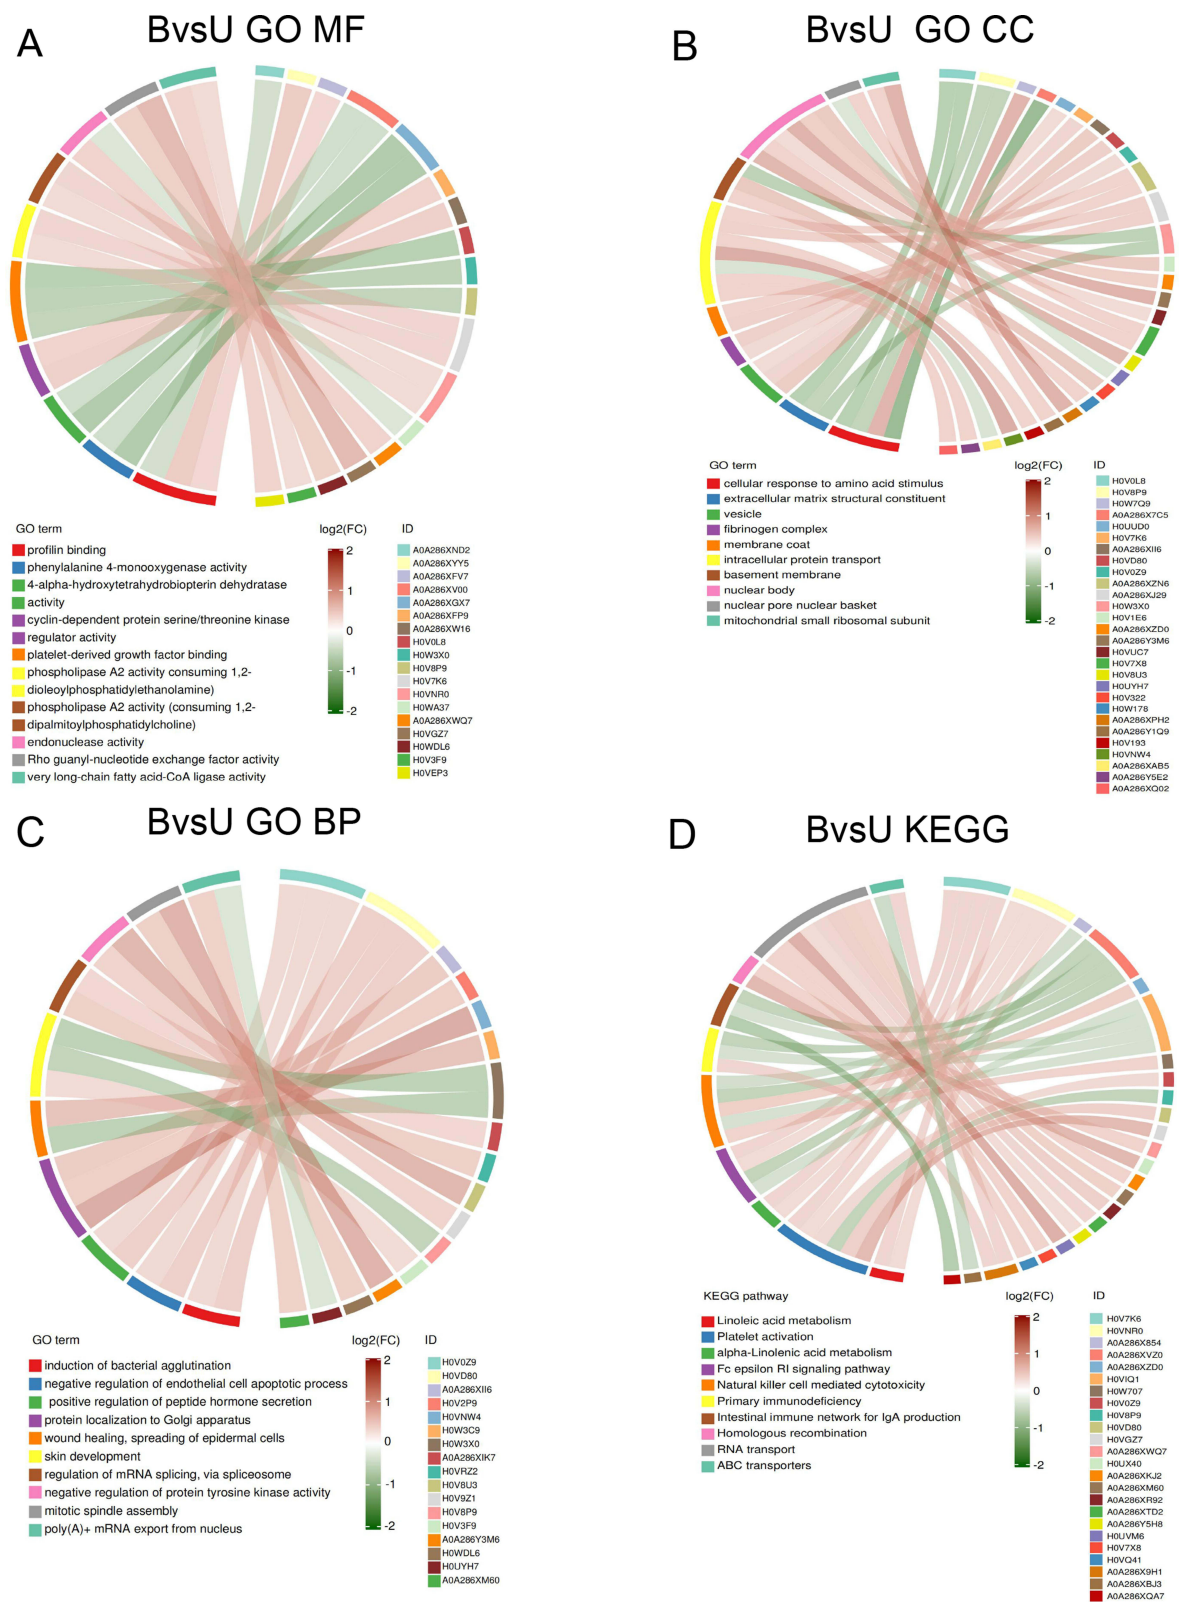 A
BvsU GO MF
GO term
profilin binding
phenylalanine 4-monooxygenase activity
4-alpha-hydroxytetrahydrobiopterin dehydratase
activity
cyclin-dependent protein serine/threonine kinase
regulator activity
platelet-derived growth factor binding
phospholipase A2 activity consuming 1,2-
dioleoylphosphatidylethanolamine)
phospholipase A2 activity (consuming 1,2-
dipalmitoylphosphatidylcholine)
endonuclease activity
Rho guanyl-nucleotide exchange factor activity
very long-chain fatty acid-CoA ligase activity
log2(FC)
2
1
0
-1
-2
ID
A0A286XND2
A0A286XYY5
A0A286XFV7
A0A286XV00
A0A286XGX7
A0A286XFP9
A0A286XW16
H0V0L8
H0W3X0
H0V8P9
H0V7K6
H0VNR0
H0WA37
A0A286XWQ7
H0VGZ7
H0WDL6
H0V3F9
H0VEP3
B
BvsU GO CC
GO term
cellular response to amino acid stimulus
extracellular matrix structural constituent
vesicle
fibrinogen complex
membrane coat
intracellular protein transport
basement membrane
nuclear body
nuclear pore nuclear basket
mitochondrial small ribosomal subunit
log2(FC)
2
1
0
-1
-2
ID
H0V0L8
H0V8P9
H0W7Q9
A0A286X7C5
H0UUD0
H0V7K6
A0A286XII6
H0VD80
H0V0Z9
A0A286XZN6
A0A286XJ29
H0W3X0
H0V1E6
A0A286XZD0
A0A286Y3M6
H0VUC7
H0V7X8
H0V8U3
H0UYH7
H0V322
H0W178
A0A286XPH2
A0A286Y1Q9
H0V193
H0VNW4
A0A286XAB5
A0A286Y5E2
A0A286XQ02
C
BvsU GO BP
GO term
induction of bacterial agglutination
negative regulation of endothelial cell apoptotic process
positive regulation of peptide hormone secretion
protein localization to Golgi apparatus
wound healing, spreading of epidermal cells
skin development
regulation of mRNA splicing, via spliceosome
negative regulation of protein tyrosine kinase activity
mitotic spindle assembly
poly(A)+ mRNA export from nucleus
log2(FC)
2
1
0
-1
-2
ID
H0V0Z9
H0VD80
A0A286XII6
H0V2P9
H0VNW4
H0W3C9
H0W3X0
A0A286XIK7
H0VRZ2
H0V8U3
H0V9Z1
H0V8P9
H0V3F9
A0A286Y3M6
H0WDL6
H0UYH7
A0A286XM60
D
BvsU KEGG
KEGG pathway
Linoleic acid metabolism
Platelet activation
alpha-Linolenic acid metabolism
Fc epsilon RI signaling pathway
Natural killer cell mediated cytotoxicity
Primary immunodeficiency
Intestinal immune network for IgA production
Homologous recombination
RNA transport
ABC transporters
log2(FC)
2
1
0
-1
-2
ID
H0V7K6
H0VNR0
A0A286X854
A0A286XVZ0
A0A286XZD0
H0VIQ1
H0W707
H0V0Z9
H0V8P9
H0VD80
H0VGZ7
A0A286XWQ7
H0UX40
A0A286XKJ2
A0A286XM60
A0A286XR92
A0A286XTD2
A0A286Y5H8
H0UVM6
H0V7X8
H0VQ41
A0A286X9H1
A0A286XBJ3
A0A286XQA7